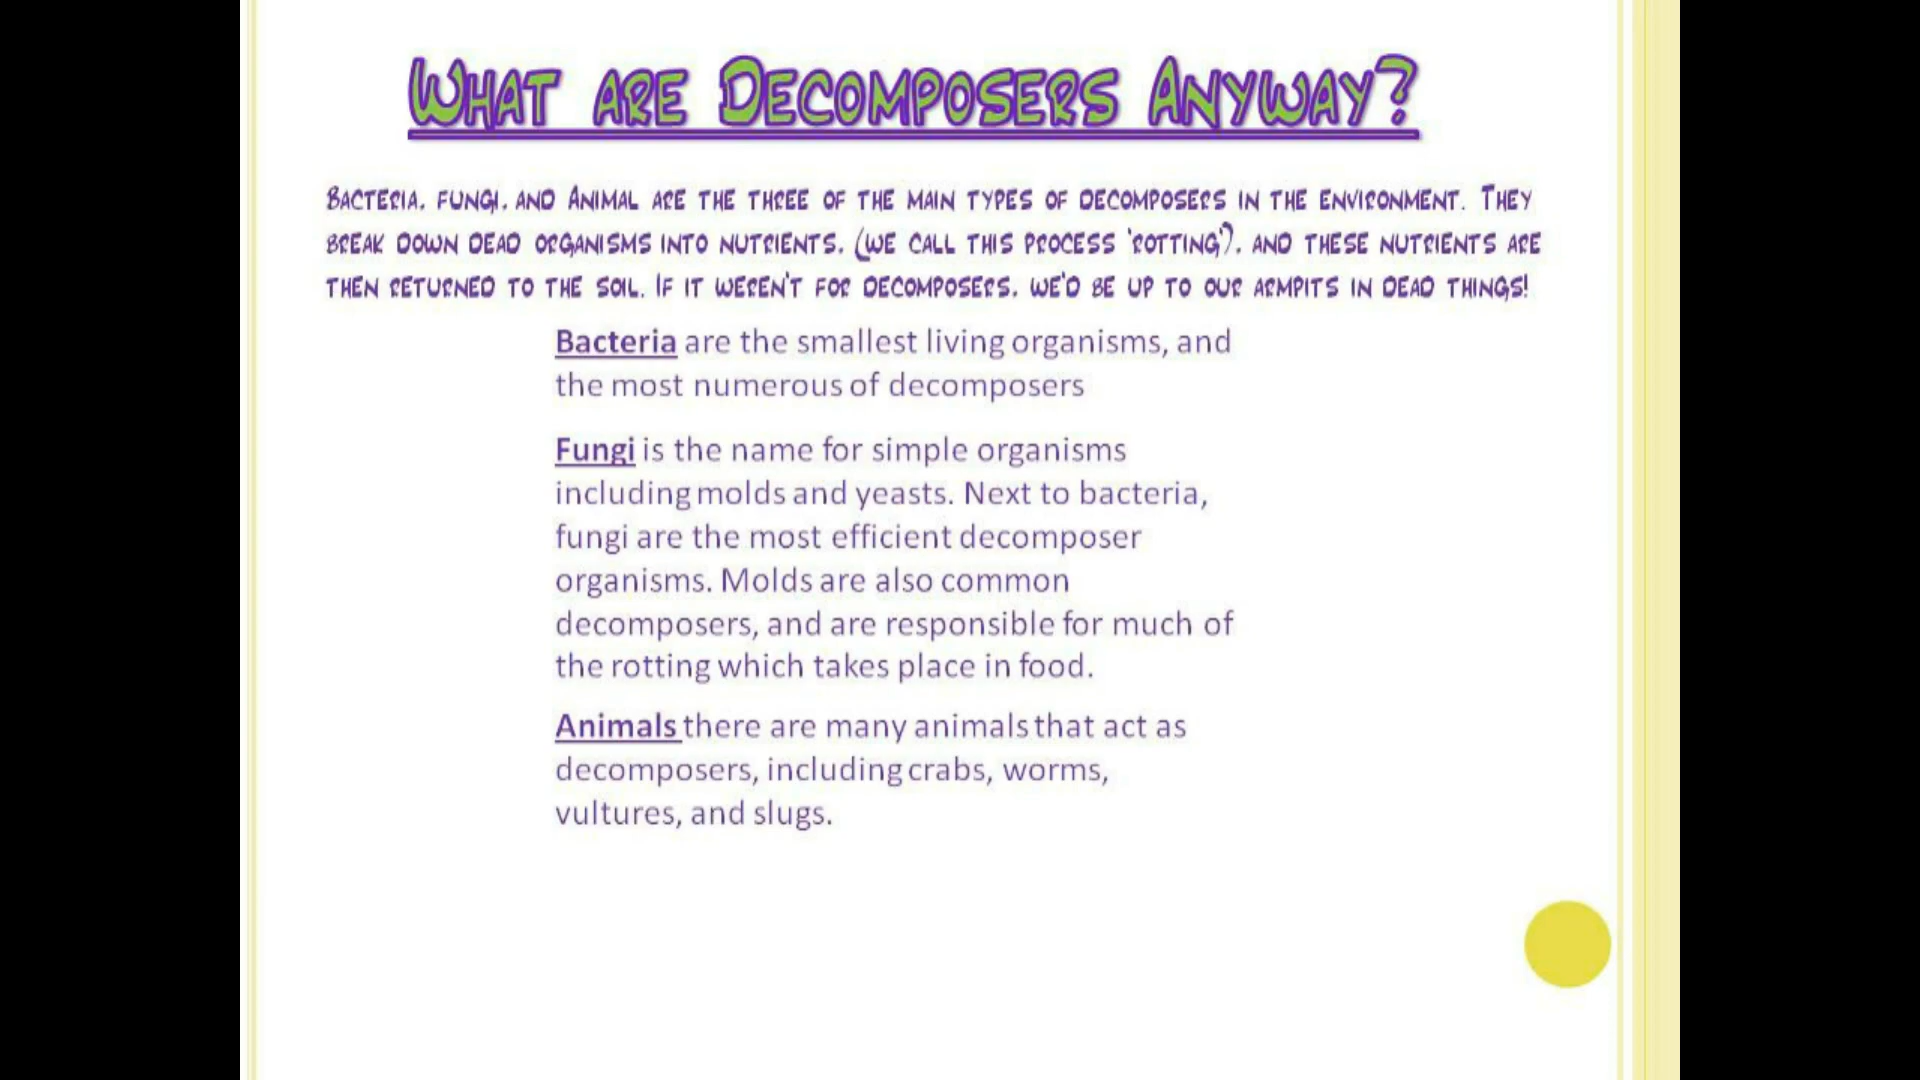 What are Decomposers Anyway?
Bacteria, fungi, and Animal are the three of the main types of decomposers in the environment. They
break down dead organisms into nutrients, (we call this process 'rotting'), and these nutrients are
then returned to the soil. If it weren't for decomposers, we'd be up to our armpits in dead things!
Bacteria are the smallest living organisms, and
the most numerous of decomposers
Fungi is the name for simple organisms
including molds and yeasts. Next to bacteria,
fungi are the most efficient decomposer
organisms. Molds are also common
decomposers, and are responsible for much of
the rotting which takes place in food.
Animals there are many animals that act as
decomposers, including crabs, worms,
vultures, and slugs.